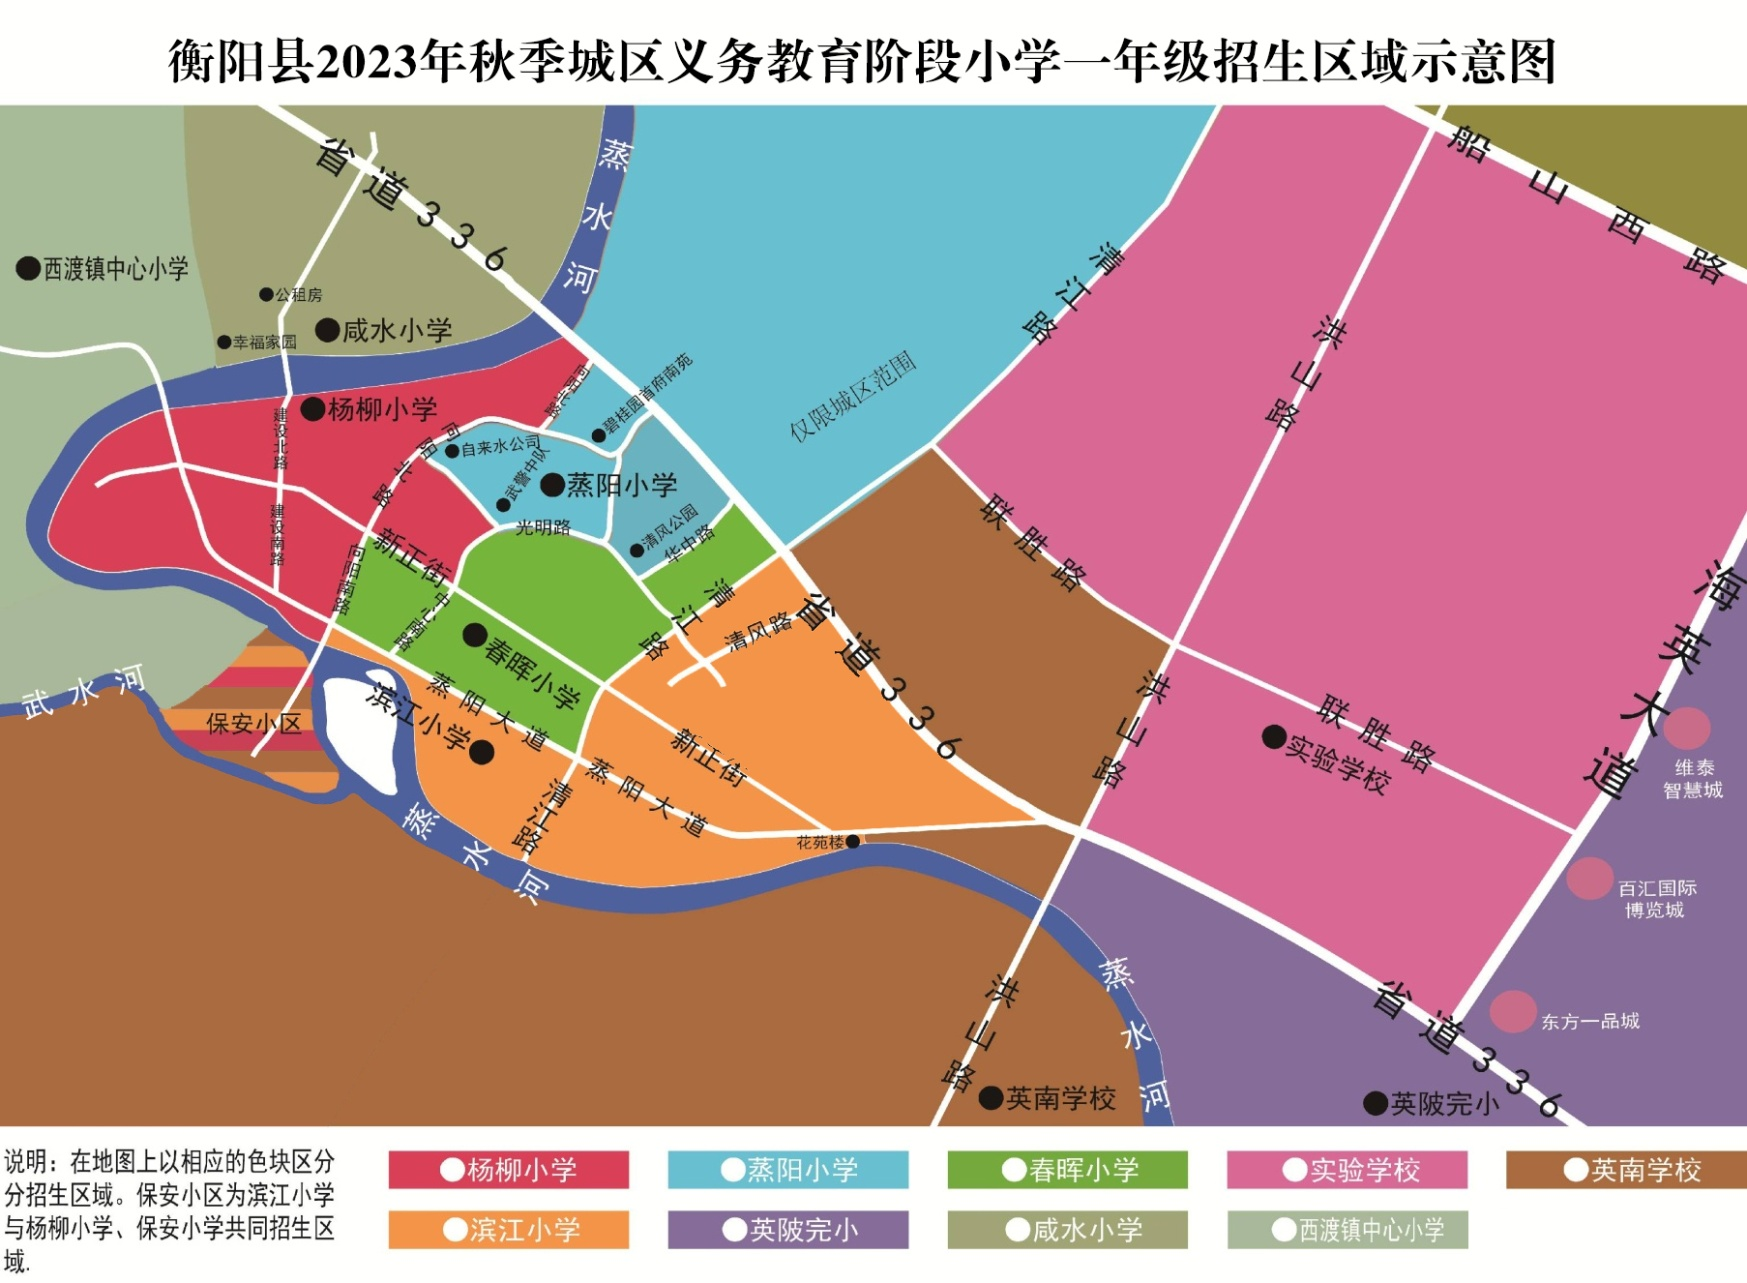 衡阳县2023年秋季城区义务教育阶段小学一年级招生区域示意图
省道336
蒸水河
船山西路
西渡镇中心小学
公租房
咸水小学
幸福家园
清江路
洪山路
仅限城区范围
杨柳小学
建设北路
向阳北路
碧桂园首府南苑
向阳北路
自来水公司
武警中队
蒸阳小学
光明路
清风公园
华中路
建设南路
新正街
向阳南路
中心南路
春晖小学
清江路
清风路
省道336
联胜路
洪山路
海英大道
武水河
保安小区
滨江小学
蒸阳大道
新正街
蒸阳大道
清江路
花苑楼
蒸水河
联胜路
实验学校
维泰
智慧城
百汇国际
博览城
东方一品城
省道336
洪山路
蒸水河
英南学校
英陂完小
说明：在地图上以相应的色块区分
分招生区域。保安小区为滨江小学
与杨柳小学、保安小学共同招生区
域.
杨柳小学
蒸阳小学
春晖小学
实验学校
英南学校
滨江小学
英陂完小
咸水小学
西渡镇中心小学